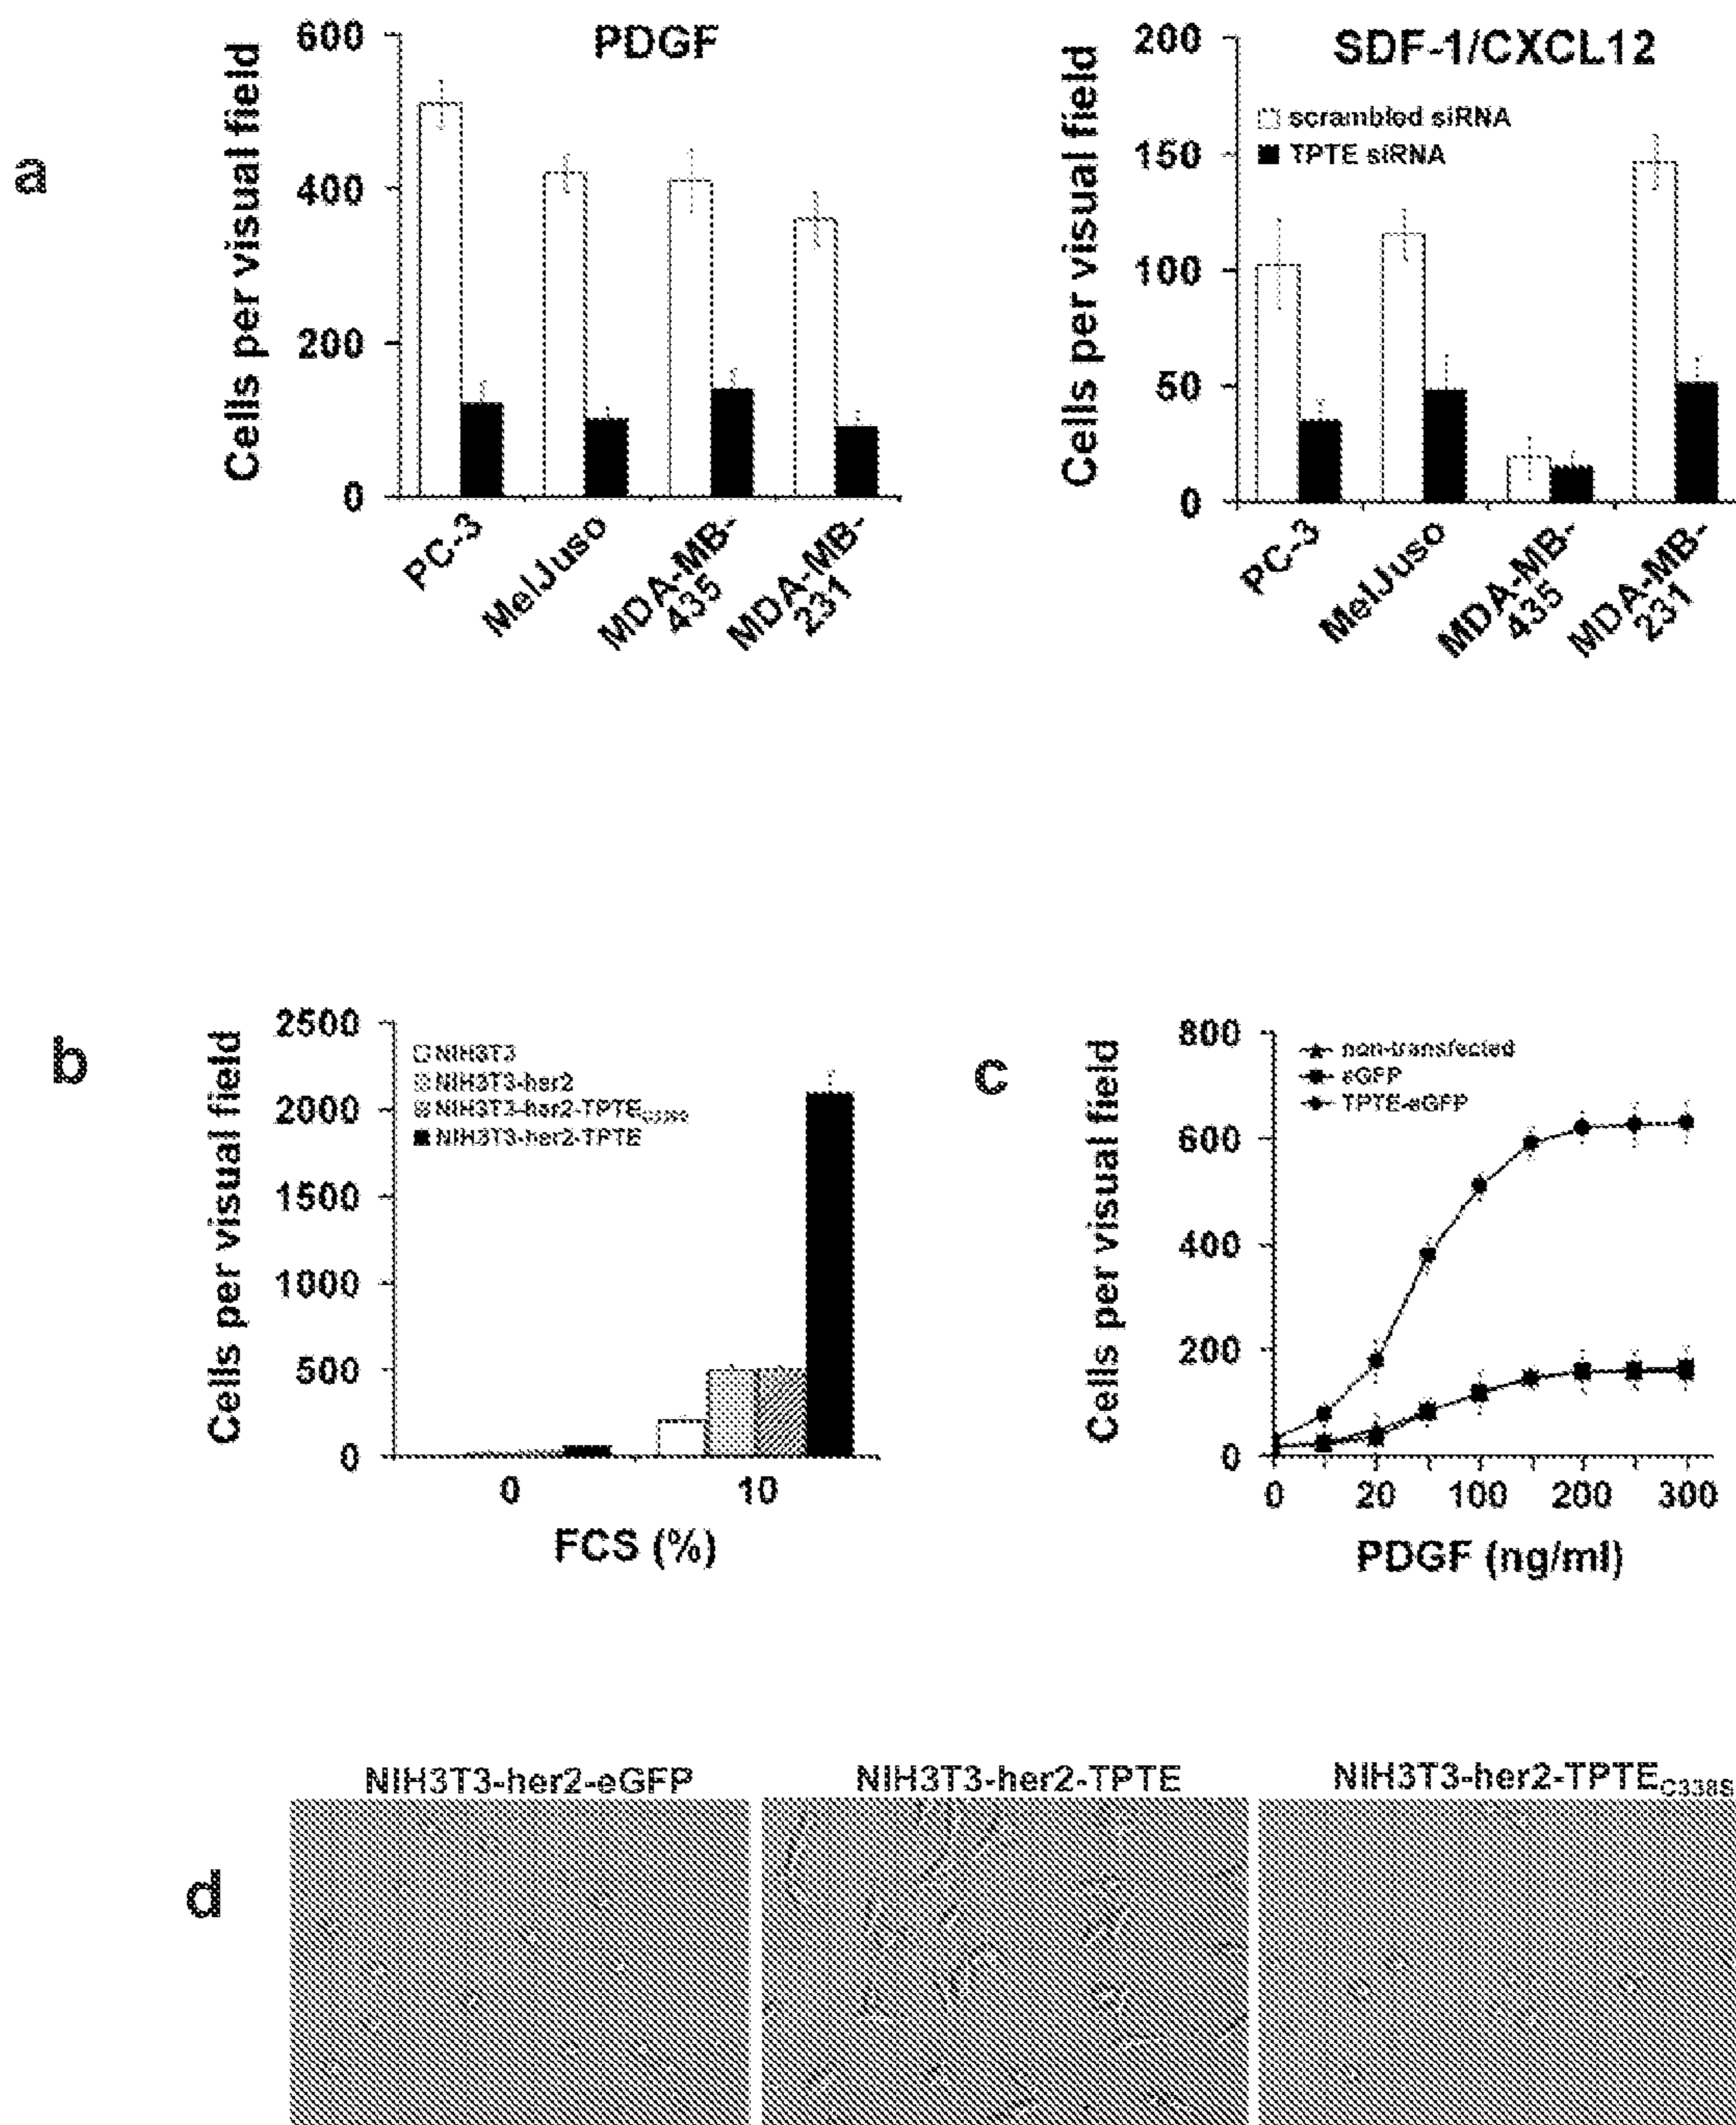 a
PDGF
Cells per visual field
600
400
200
0
PC-3
MelJuso
MDA-MB-
435
MDA-MB-
231
SDF-1/CXCL12
scrambled siRNA
TPTE siRNA
Cells per visual field
200
150
100
50
0
PC-3
MelJuso
MDA-MB-
435
MDA-MB-
231
b
Cells per visual field
2500
2000
1500
1000
500
0
NIH3T3
NIH3T3-her2
NIH3T3-her2-TPTE
NIH3T3-her2-TPTE
0
10
FCS (%)
c
Cells per visual field
800
600
400
200
0
non-transfected
eGFP
TPTE-eGFP
0
20
100
200
300
PDGF (ng/ml)
d
NIH3T3-her2-eGFP
NIH3T3-her2-TPTE
NIH3T3-her2-TPTEC338S